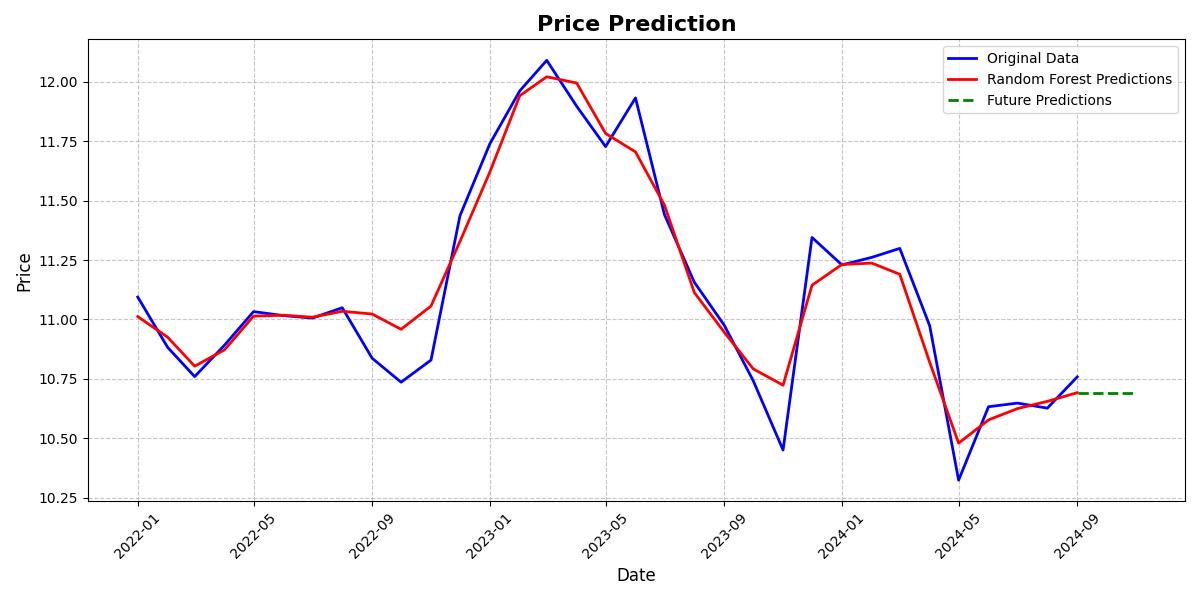 Price Prediction
Original Data
Random Forest Predictions
Future Predictions
Price
12.00
11.75
11.50
11.25
11.00
10.75
10.50
10.25
2022-01
2022-05
2022-09
2023-01
2023-05
2023-09
2024-01
2024-05
2024-09
Date